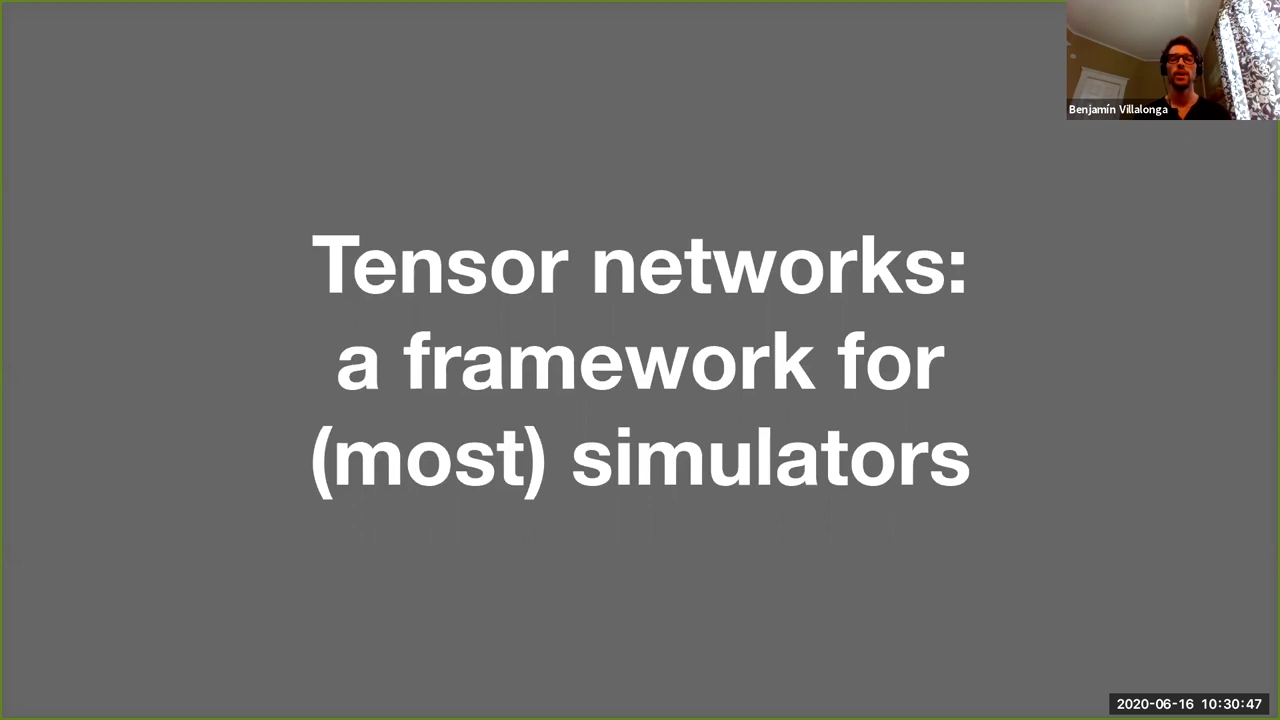 Benjamín Villalonga
Tensor networks:
a framework for
(most) simulators
2020-06-16 10:30:47